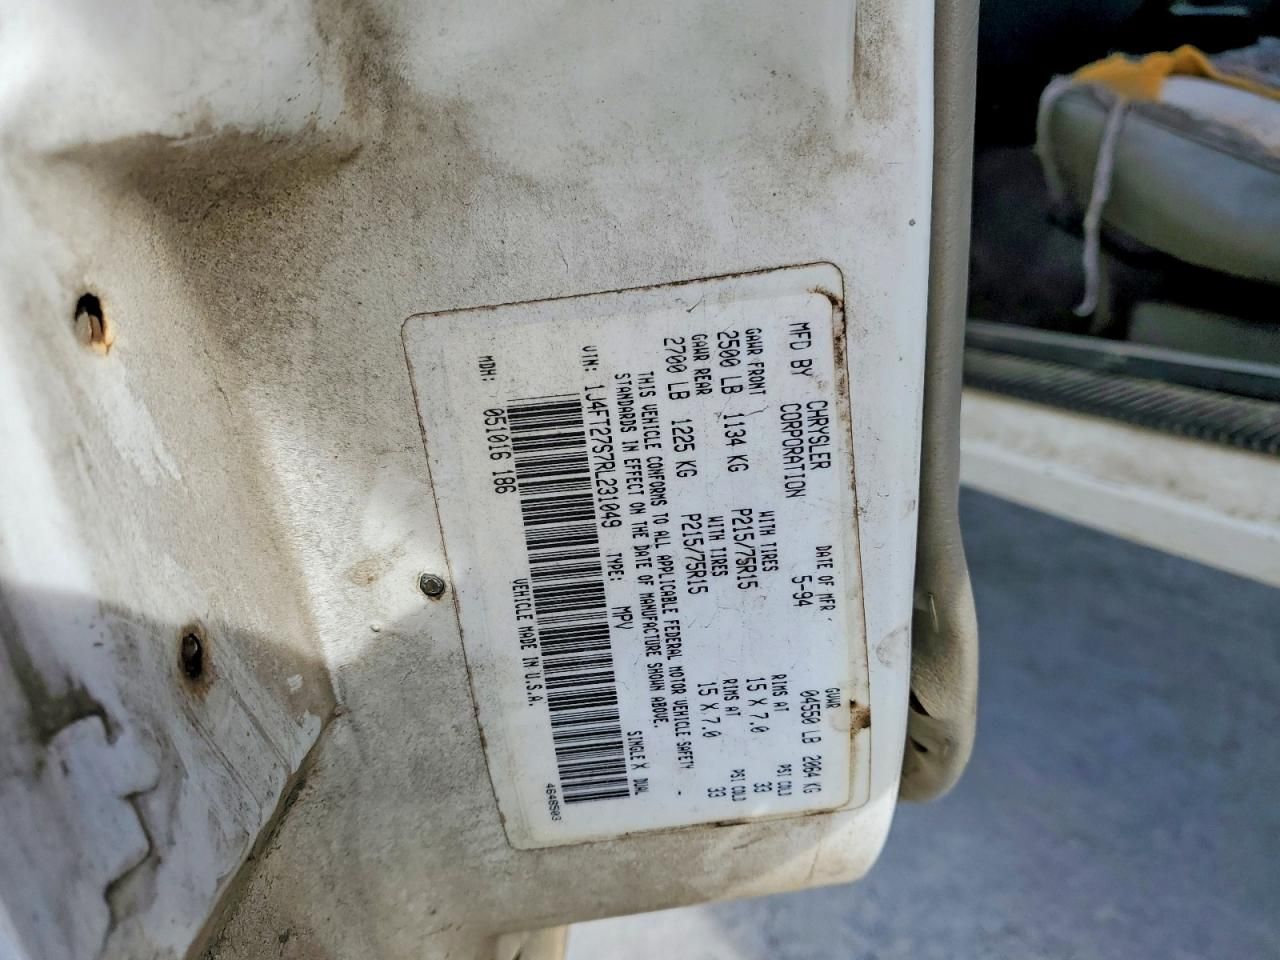 MFD BY CHRYSLER CORPORATION DATE OF MFR 5-94 GVWR 04550 LB 2064 KG
GAWR FRONT WITH TIRES RIMS AT PSI COLD
2500 LB 1134 KG P215/75R15 15 X 7.0 33
GAWR REAR WITH TIRES RIMS AT PSI COLD
2700 LB 1225 KG P215/75R15 15 X 7.0 33
THIS VEHICLE CONFORMS TO ALL APPLICABLE FEDERAL MOTOR VEHICLE SAFETY
STANDARDS IN EFFECT ON THE DATE OF MANUFACTURE SHOWN ABOVE.
VIN: 1J4FT27S7RL231049 TYPE: MPV SINGLE X DUAL
MDH: 051016 186 VEHICLE MADE IN U.S.A. 4648503